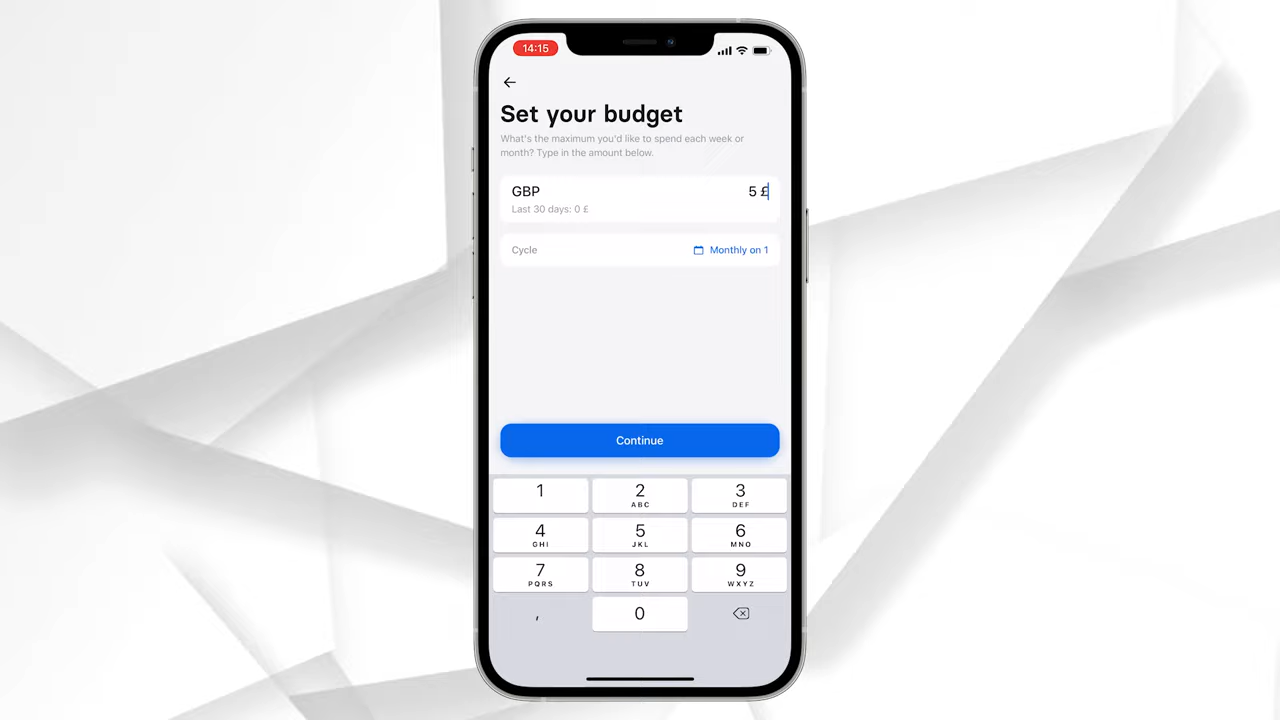 14:15
Set your budget
What's the maximum you'd like to spend each week or
month? Type in the amount below.
GBP 5 £
Last 30 days: 0 £
Cycle Monthly on 1
Continue
1 2 3
ABC DEF
4 5 6
GHI JKL MNO
7 8 9
PQRS TUV WXYZ
, 0